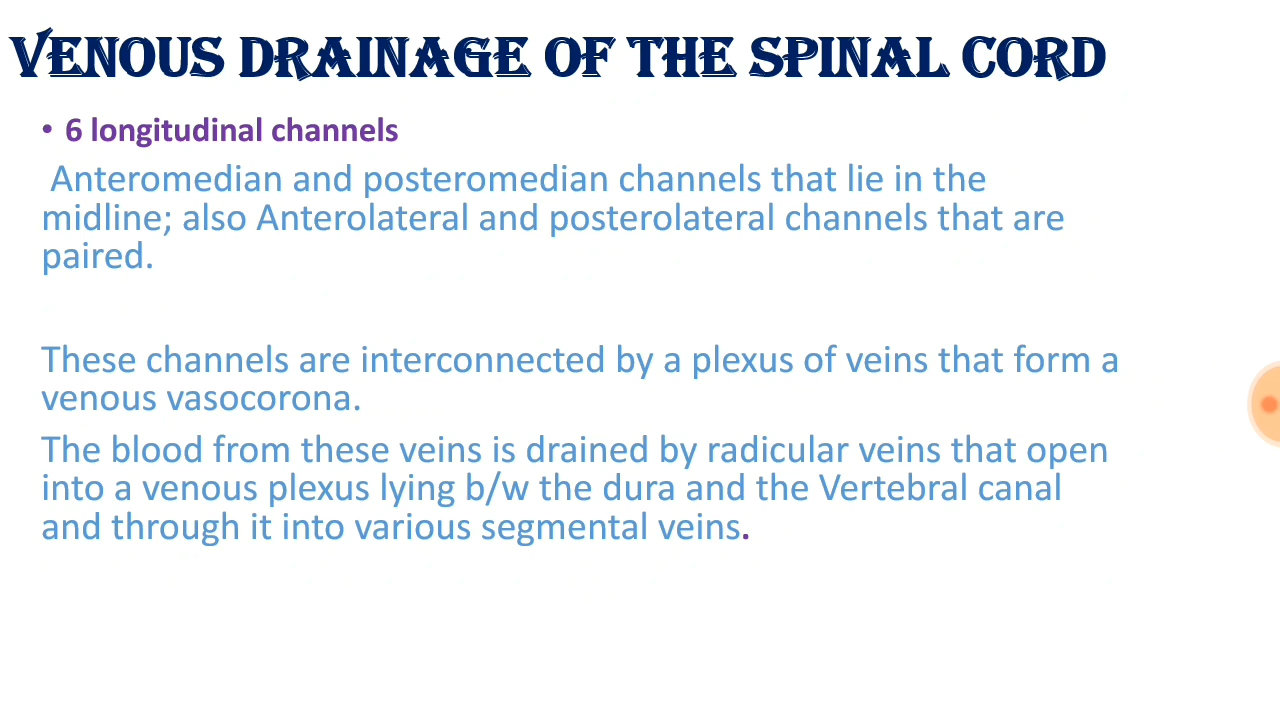 VENOUS DRAINAGE OF THE SPINAL CORD
• 6 longitudinal channels
Anteromedian and posteromedian channels that lie in the
midline; also Anterolateral and posterolateral channels that are
paired.
These channels are interconnected by a plexus of veins that form a
venous vasocorona.
The blood from these veins is drained by radicular veins that open
into a venous plexus lying b/w the dura and the Vertebral canal
and through it into various segmental veins.